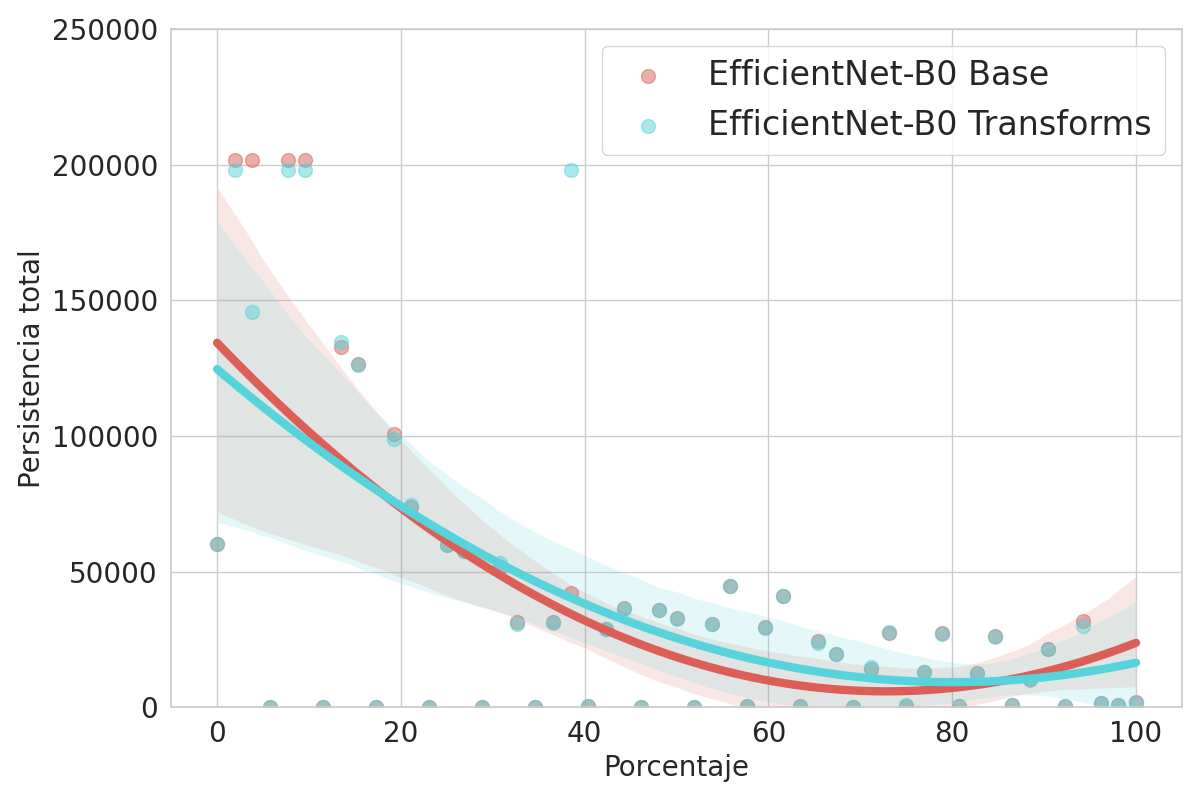 250000
200000
150000
100000
50000
0
Persistencia total
EfficientNet-B0 Base
EfficientNet-B0 Transforms
0 20 40 60 80 100
Porcentaje